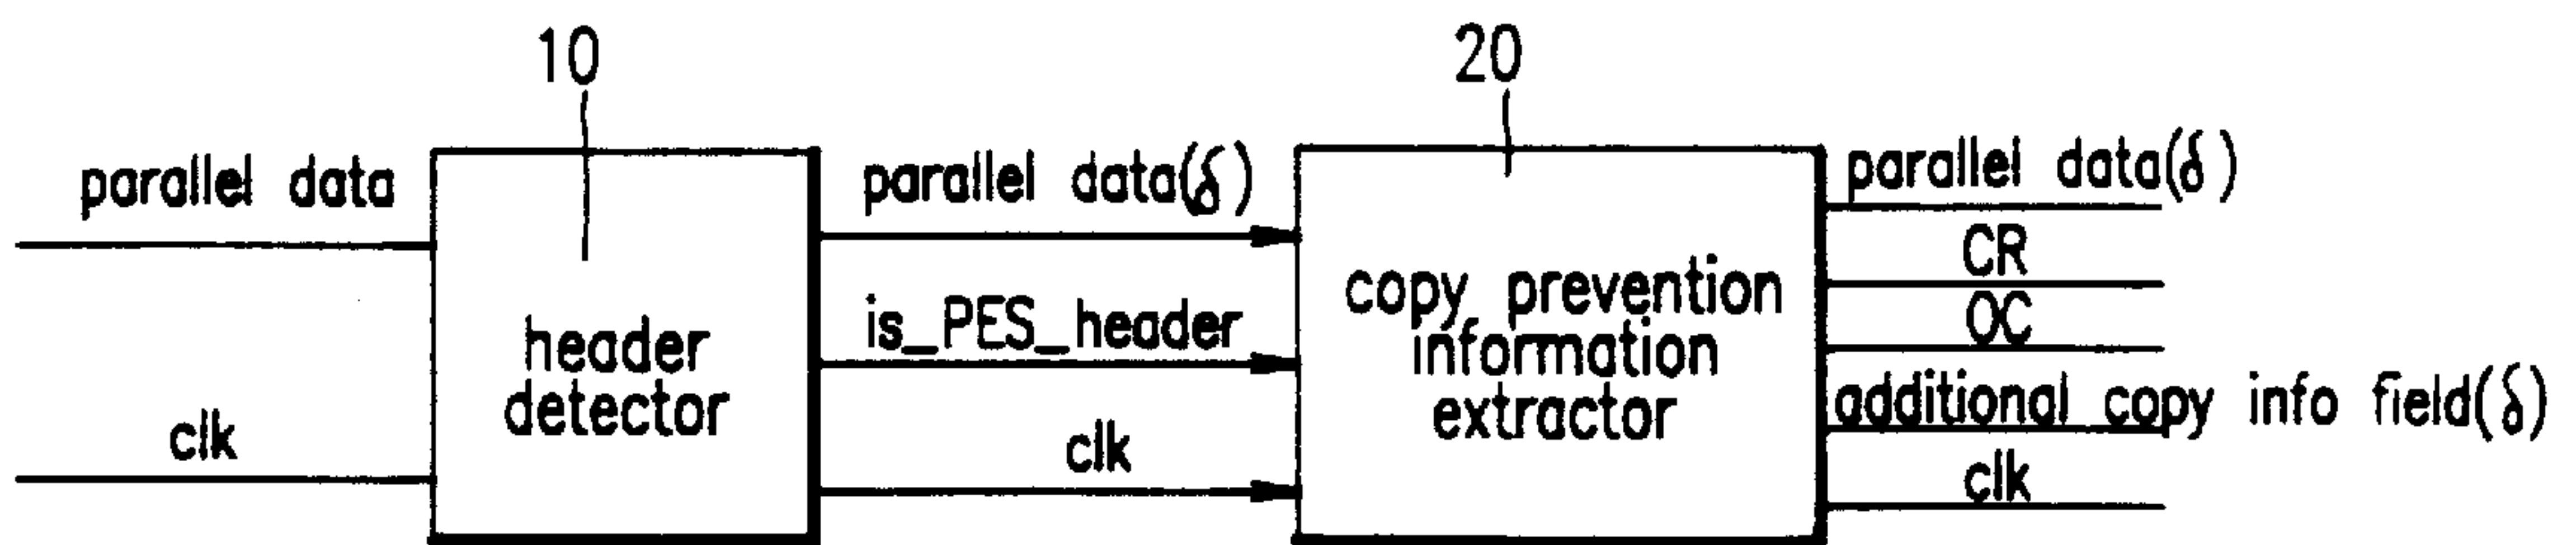 10
20
parallel data
clk
header
detector
parallel data(δ)
is_PES_header
clk
copy prevention
information
extractor
parallel data(δ)
CR
OC
additional copy info field(δ)
clk